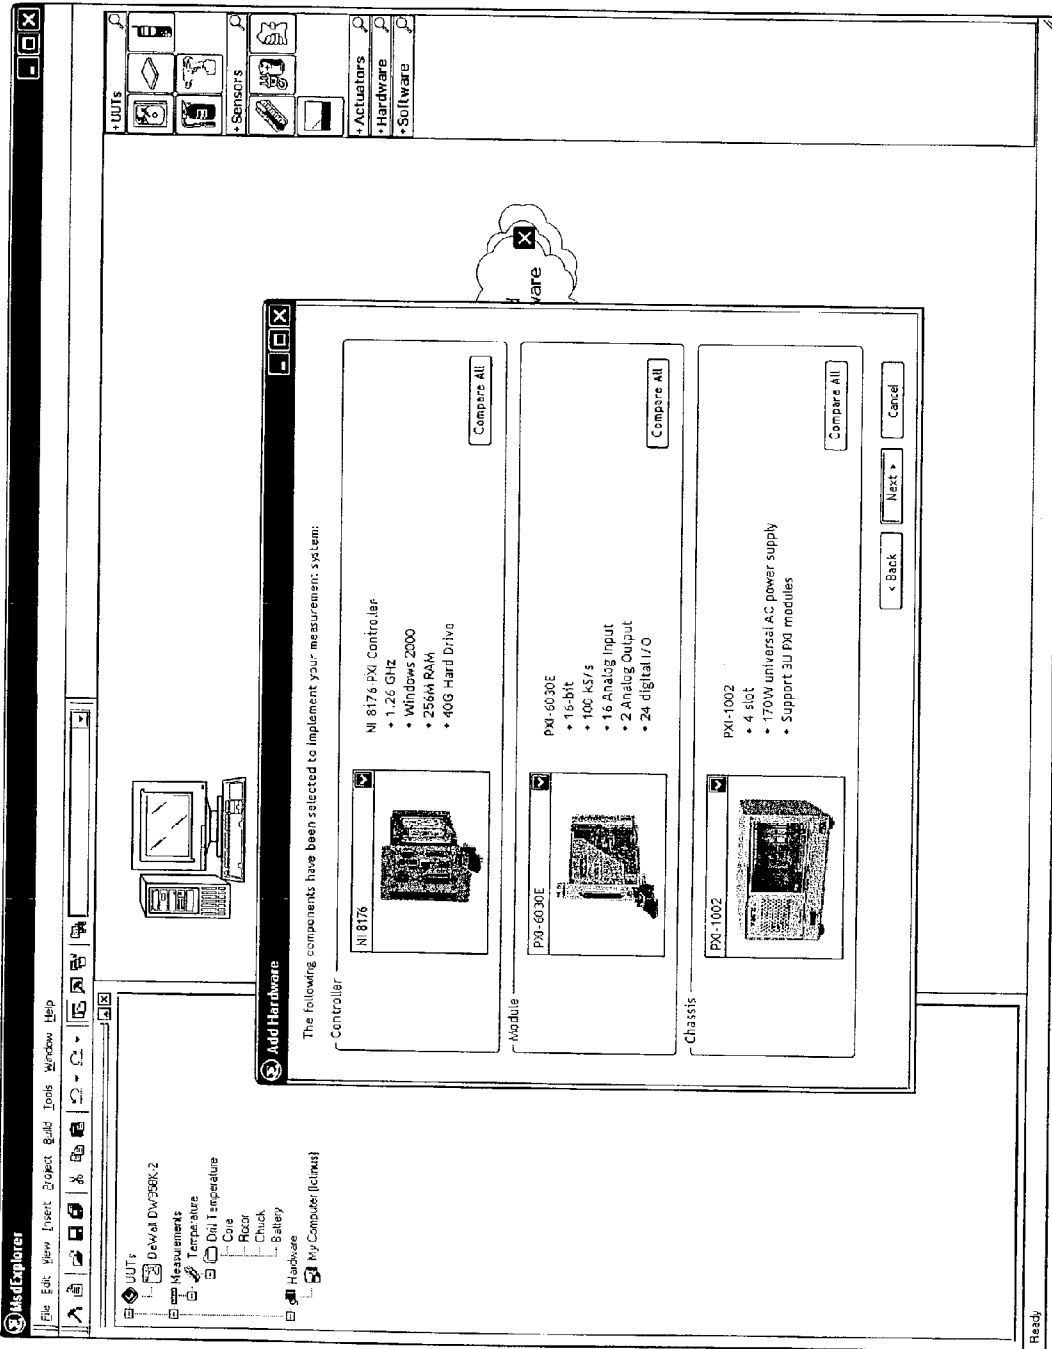 MsdExplorer
File Edit View Insert Project Build Tools Window Help
UUTs
DeWalt DW958K-2
Measurements
Temperature
Drill Temperature
Core
Rotor
Chuck
Battery
Hardware
My Computer
ware
Add Hardware
The following components have been selected to implement your measurement system:
Controller
NI 8176
NI 8176 PXI Controller
• 1.26 GHz
• Windows 2000
• 256M RAM
• 40G Hard Drive
Compare All
Module
PXI-6030E
PXI-6030E
• 16-bit
• 100 kS/s
• 16 Analog Input
• 2 Analog Output
• 24 digital I/O
Compare All
Chassis
PXI-1002
PXI-1002
• 4 slot
• 170W universal AC power supply
• Support 3U PXI modules
Compare All
< Back Next > Cancel
+ UUTs
+ Sensors
+ Actuators
+ Hardware
+ Software
Ready